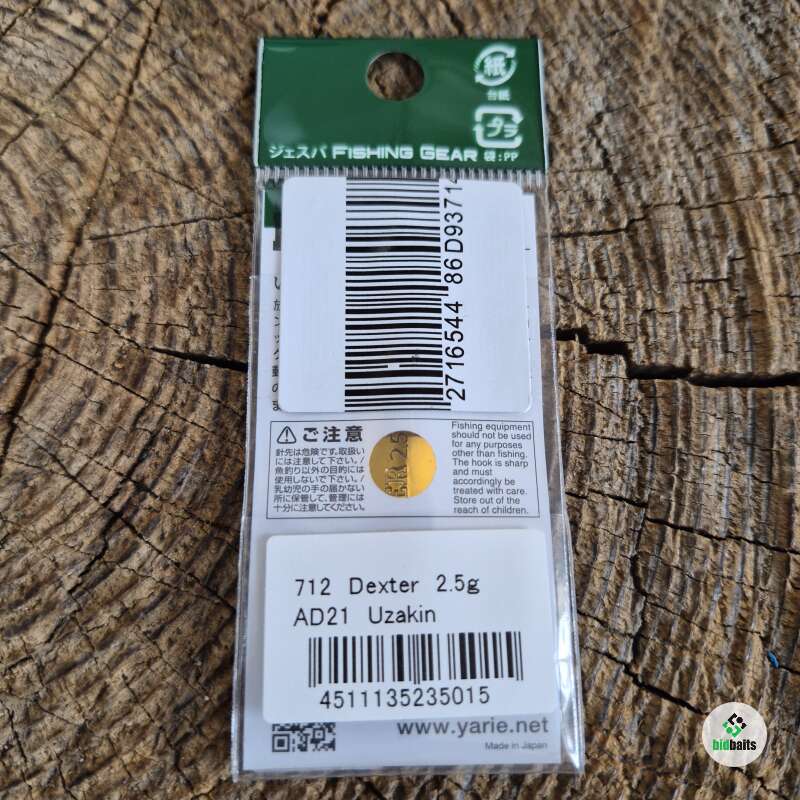 紙
台紙
プラ
袋:PP
ジェスパ FISHING GEAR
2716544 86D9371
ご注意
針先は危険です。取扱い
には注意して下さい。/
魚釣り以外の目的には
使用しないで下さい。/
乳幼児の手の届かない
所に保管して、管理には
十分に注意してください。
ER 2.5
Fishing equipment
should not be used
for any purposes
other than fishing.
The hook is sharp
and must
accordingly be
treated with care.
Store out of the
reach of children.
712 Dexter 2.5g
AD21 Uzakin
4511135235015
www.yarie.net
Made in Japan
bidbaits